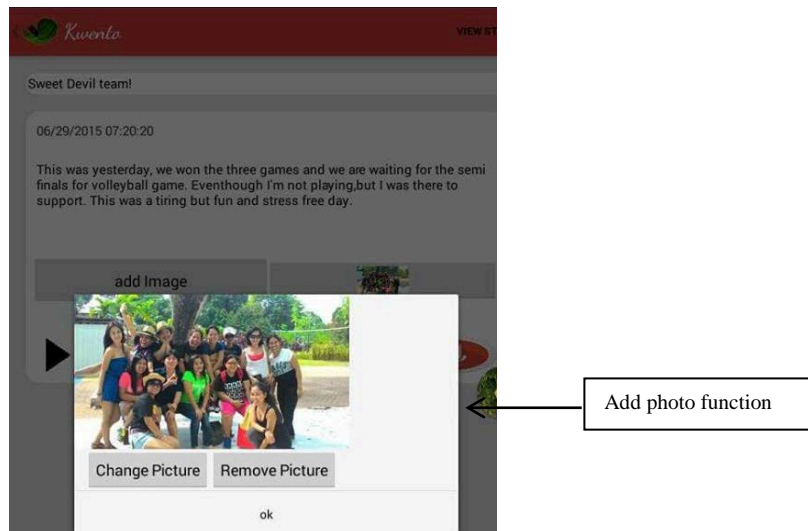 Kwento
VIEW ST
Sweet Devil team!
06/29/2015 07:20:20
This was yesterday, we won the three games and we are waiting for the semi
finals for volleyball game. Eventhough I'm not playing,but I was there to
support. This was a tiring but fun and stress free day.
add Image
Add photo function
Change Picture Remove Picture
ok